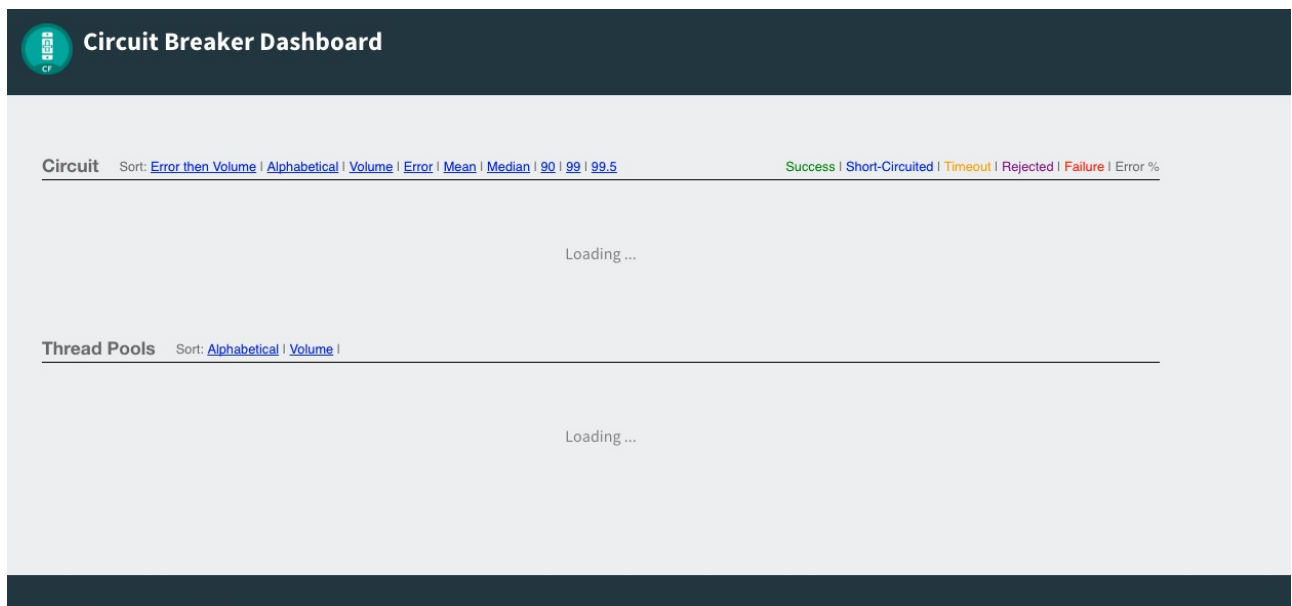 Circuit Breaker Dashboard
CF
Circuit Sort: Error then Volume | Alphabetical | Volume | Error | Mean | Median | 90 | 99 | 99.5 Success | Short-Circuited | Timeout | Rejected | Failure | Error %
Loading ...
Thread Pools Sort: Alphabetical | Volume |
Loading ...